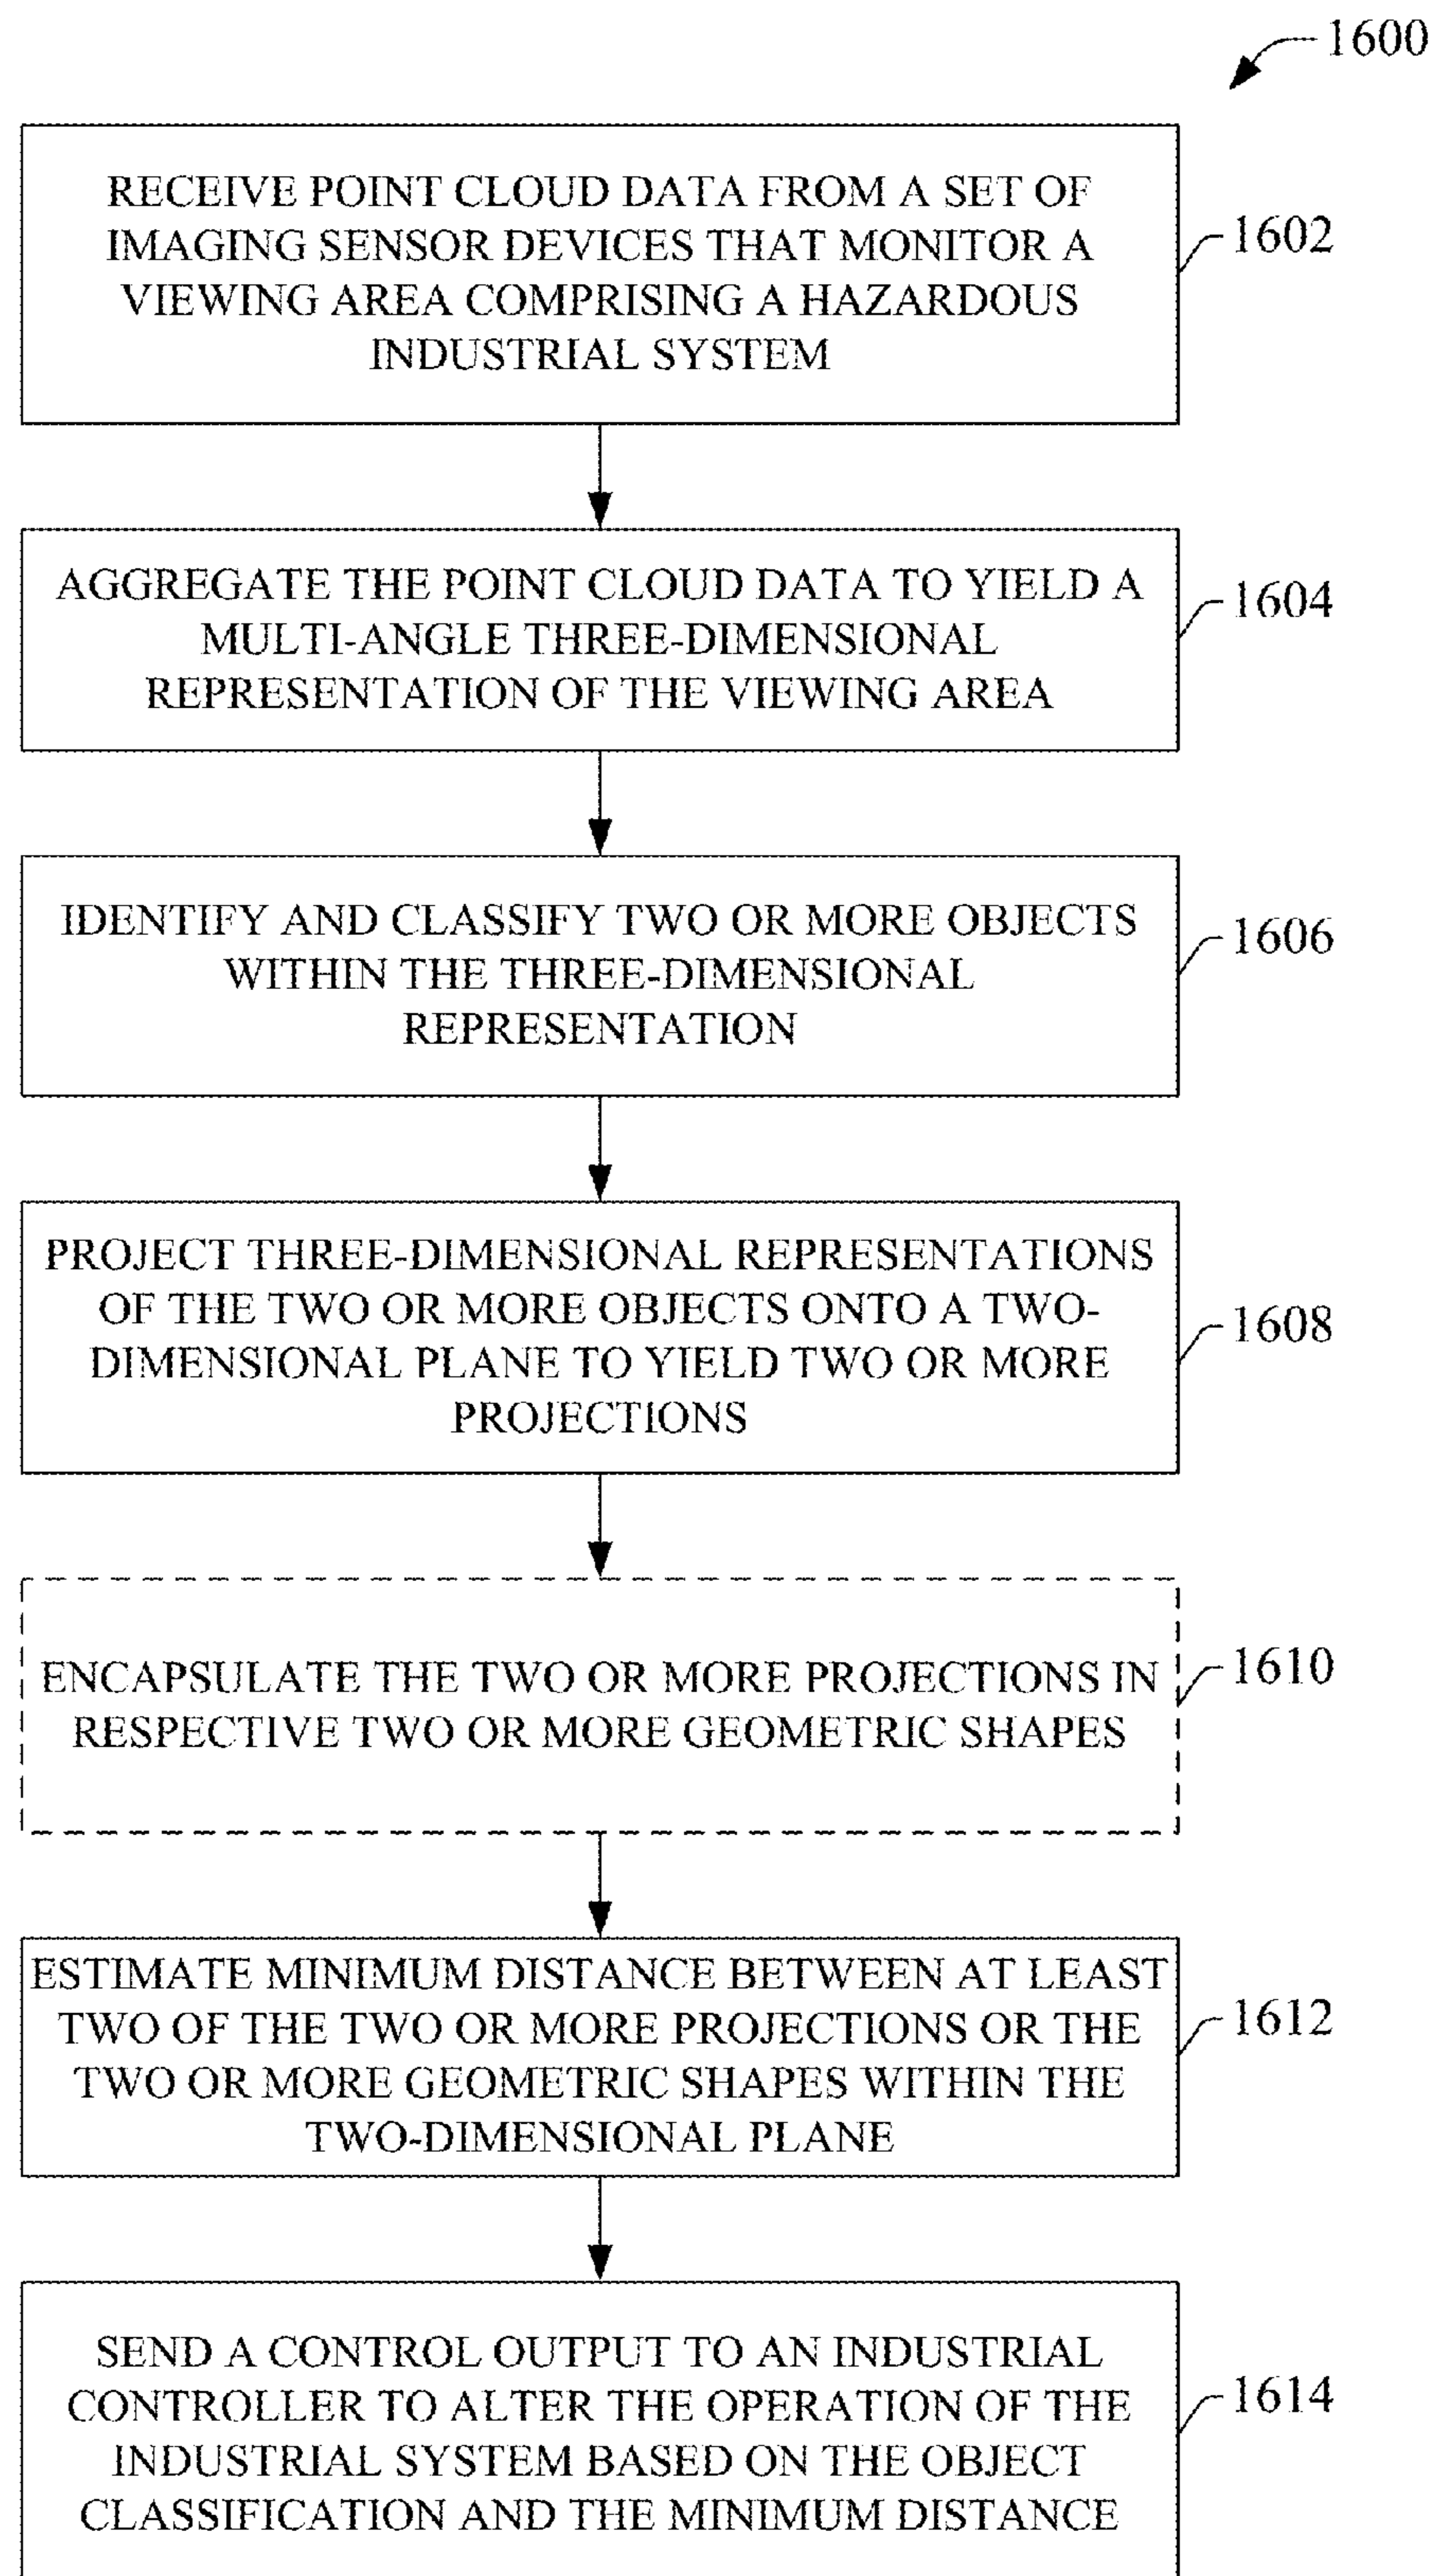 1600
RECEIVE POINT CLOUD DATA FROM A SET OF
IMAGING SENSOR DEVICES THAT MONITOR A
VIEWING AREA COMPRISING A HAZARDOUS
INDUSTRIAL SYSTEM
1602
AGGREGATE THE POINT CLOUD DATA TO YIELD A
MULTI-ANGLE THREE-DIMENSIONAL
REPRESENTATION OF THE VIEWING AREA
1604
IDENTIFY AND CLASSIFY TWO OR MORE OBJECTS
WITHIN THE THREE-DIMENSIONAL
REPRESENTATION
1606
PROJECT THREE-DIMENSIONAL REPRESENTATIONS
OF THE TWO OR MORE OBJECTS ONTO A TWO-
DIMENSIONAL PLANE TO YIELD TWO OR MORE
PROJECTIONS
1608
ENCAPSULATE THE TWO OR MORE PROJECTIONS IN
RESPECTIVE TWO OR MORE GEOMETRIC SHAPES
1610
ESTIMATE MINIMUM DISTANCE BETWEEN AT LEAST
TWO OF THE TWO OR MORE PROJECTIONS OR THE
TWO OR MORE GEOMETRIC SHAPES WITHIN THE
TWO-DIMENSIONAL PLANE
1612
SEND A CONTROL OUTPUT TO AN INDUSTRIAL
CONTROLLER TO ALTER THE OPERATION OF THE
INDUSTRIAL SYSTEM BASED ON THE OBJECT
CLASSIFICATION AND THE MINIMUM DISTANCE
1614